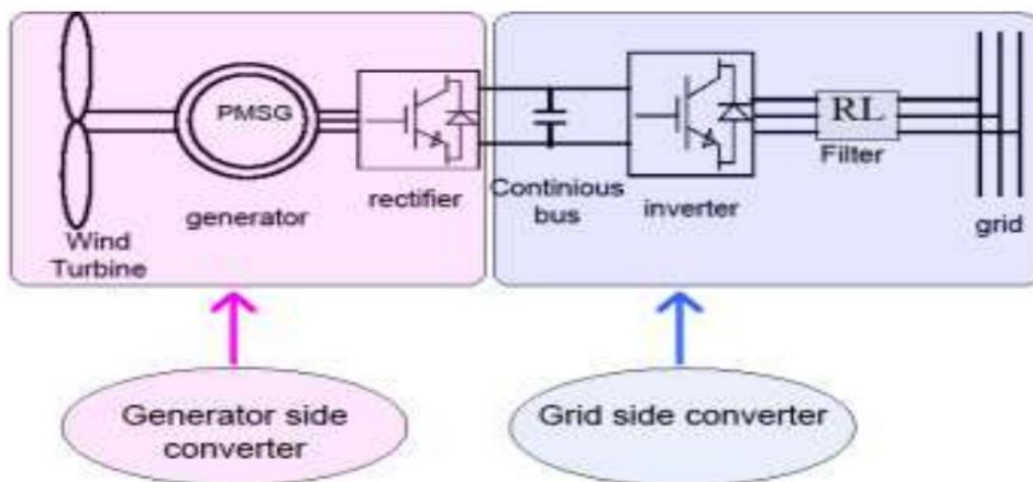 PMSG
RL
Filter
rectifier
Continious
bus
inverter
generator
grid
Wind
Turbine
Generator side
converter
Grid side converter